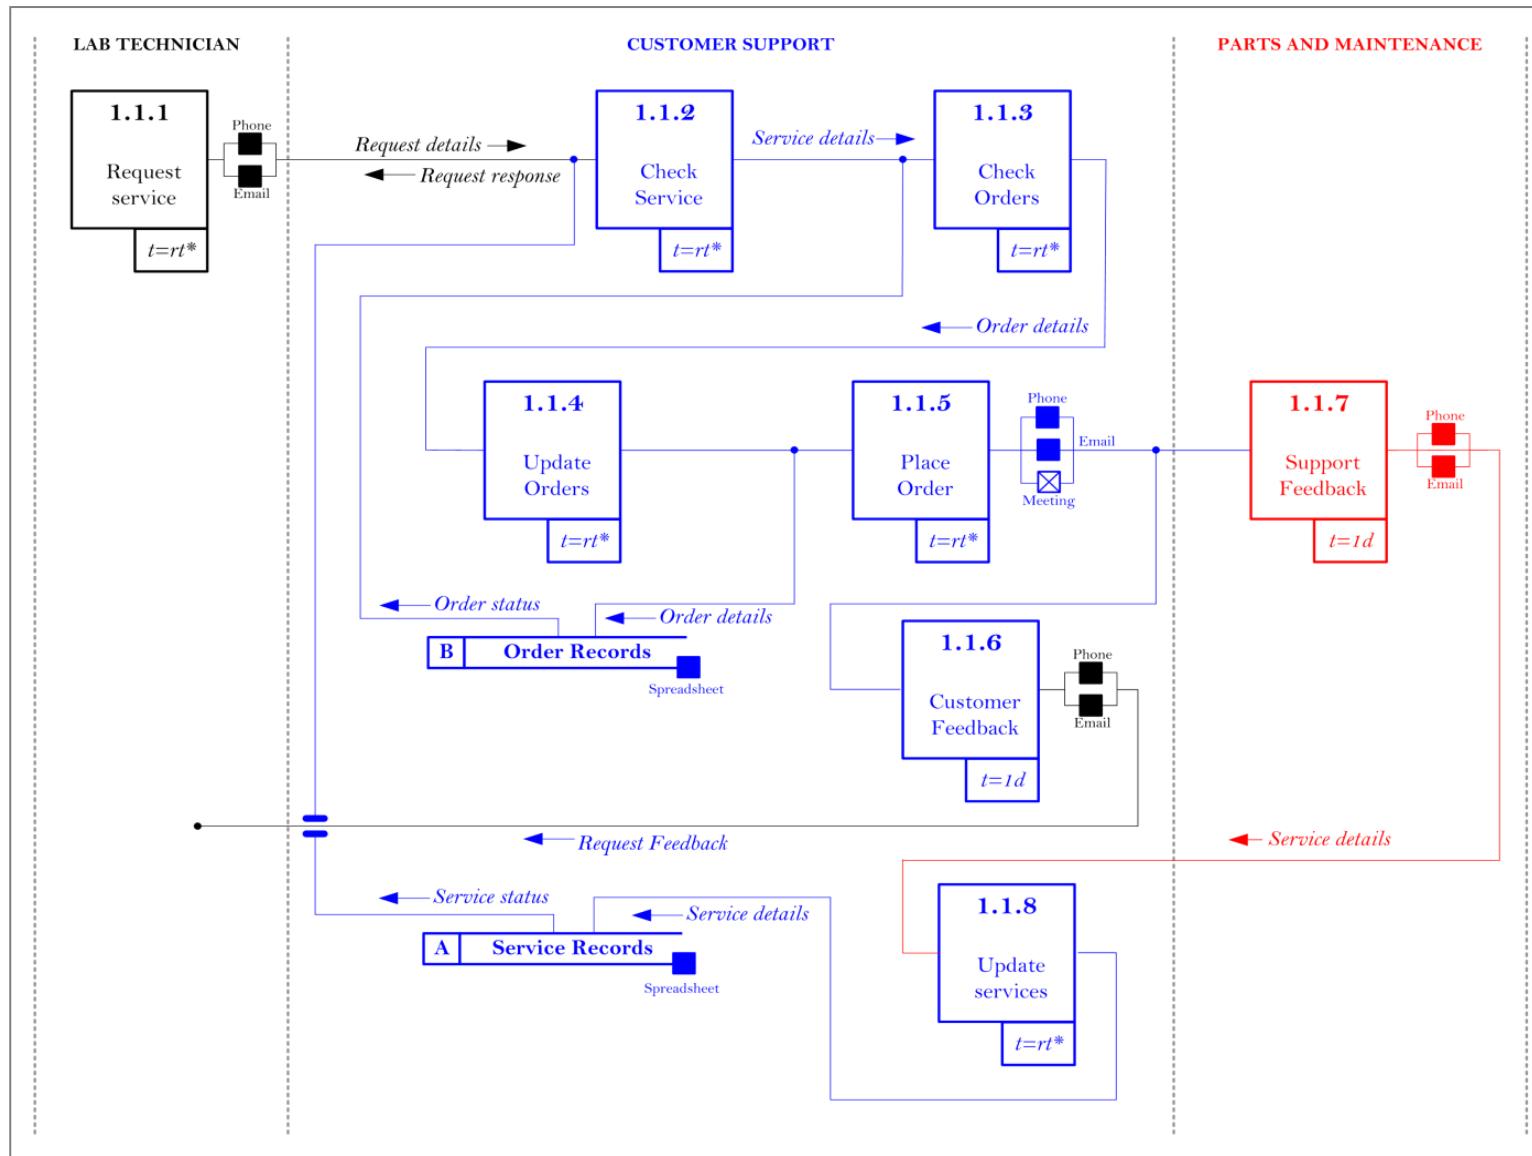 LAB TECHNICIAN
CUSTOMER SUPPORT
PARTS AND MAINTENANCE
1.1.1
Request
service
t=rt*
Phone
Email
Request details
Request response
1.1.2
Check
Service
t=rt*
Service details
1.1.3
Check
Orders
t=rt*
Order details
1.1.4
Update
Orders
t=rt*
1.1.5
Place
Order
t=rt*
Phone
Email
Meeting
1.1.7
Support
Feedback
t=1d
Phone
Email
Order status
Order details
B
Order Records
Spreadsheet
1.1.6
Customer
Feedback
t=1d
Phone
Email
Request Feedback
Service details
Service status
Service details
A
Service Records
Spreadsheet
1.1.8
Update
services
t=rt*